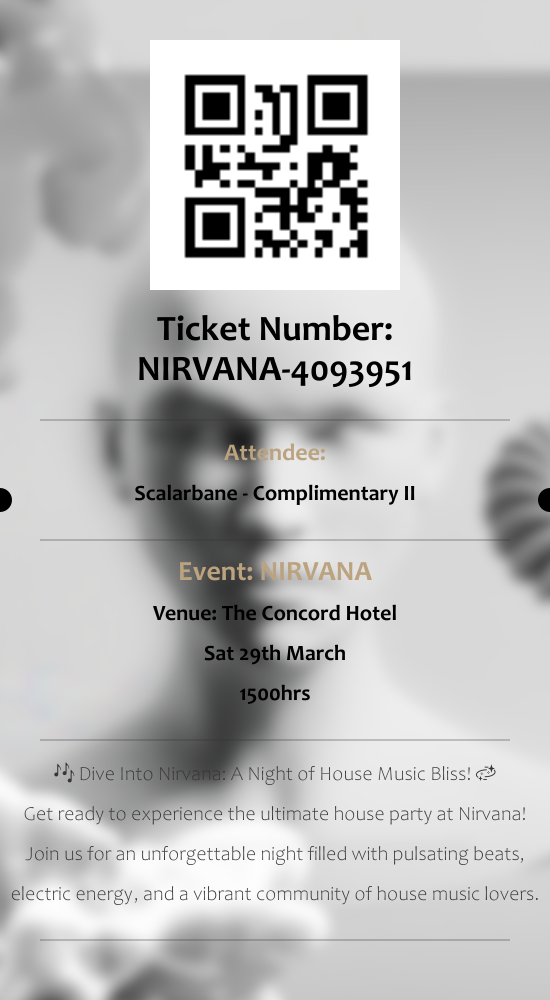 Ticket Number:
NIRVANA-4093951
Attendee:
Scalarbane - Complimentary II
Event: NIRVANA
Venue: The Concord Hotel
Sat 29th March
1500hrs
🎶 Dive Into Nirvana: A Night of House Music Bliss! 💫
Get ready to experience the ultimate house party at Nirvana!
Join us for an unforgettable night filled with pulsating beats,
electric energy, and a vibrant community of house music lovers.